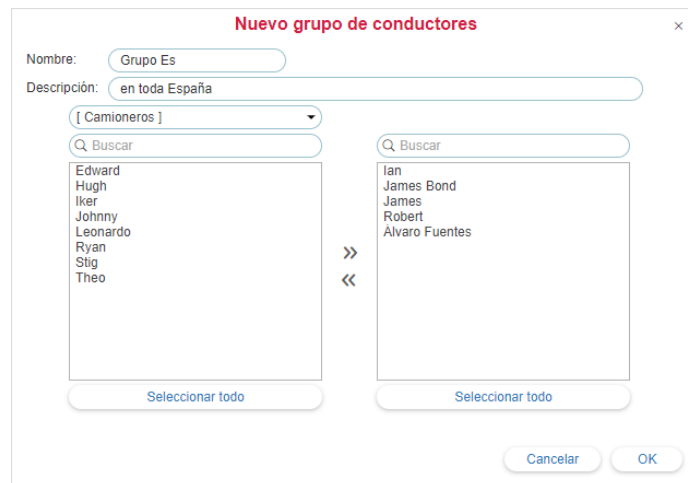 Nuevo grupo de conductores
×
Nombre: Grupo Es
Descripción: en toda España
[ Camioneros ]
Buscar
Edward
Hugh
Iker
Johnny
Leonardo
Ryan
Stig
Theo
Seleccionar todo
»
«
Buscar
Ian
James Bond
James
Robert
Álvaro Fuentes
Seleccionar todo
Cancelar
OK